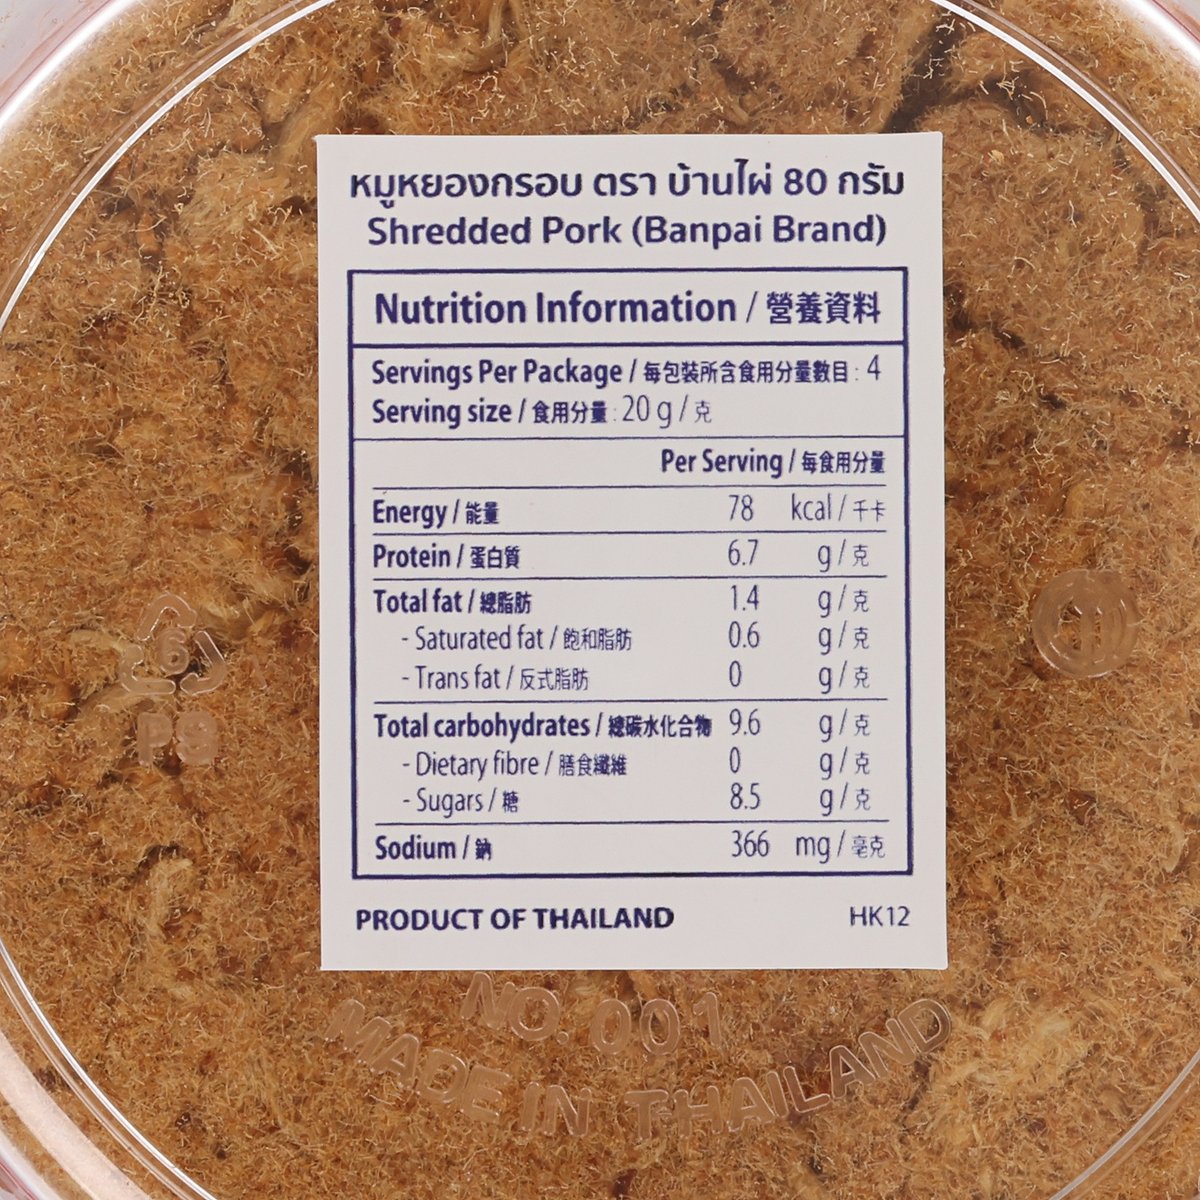 หมูหยองกรอบ ตรา บ้านไผ่ 80 กรัม
Shredded Pork (Banpai Brand)
Nutrition Information / 營養資料
Servings Per Package / 每包裝所含食用分量數目 : 4
Serving size / 食用分量 : 20 g / 克
Per Serving / 每食用分量
Energy / 能量 78 kcal / 千卡
Protein / 蛋白質 6.7 g / 克
Total fat / 總脂肪 1.4 g / 克
- Saturated fat / 飽和脂肪 0.6 g / 克
- Trans fat / 反式脂肪 0 g / 克
Total carbohydrates / 總碳水化合物 9.6 g / 克
- Dietary fibre / 膳食纖維 0 g / 克
- Sugars / 糖 8.5 g / 克
Sodium / 鈉 366 mg / 毫克
PRODUCT OF THAILAND HK12
6
PS
NO. 001
MADE IN THAILAND